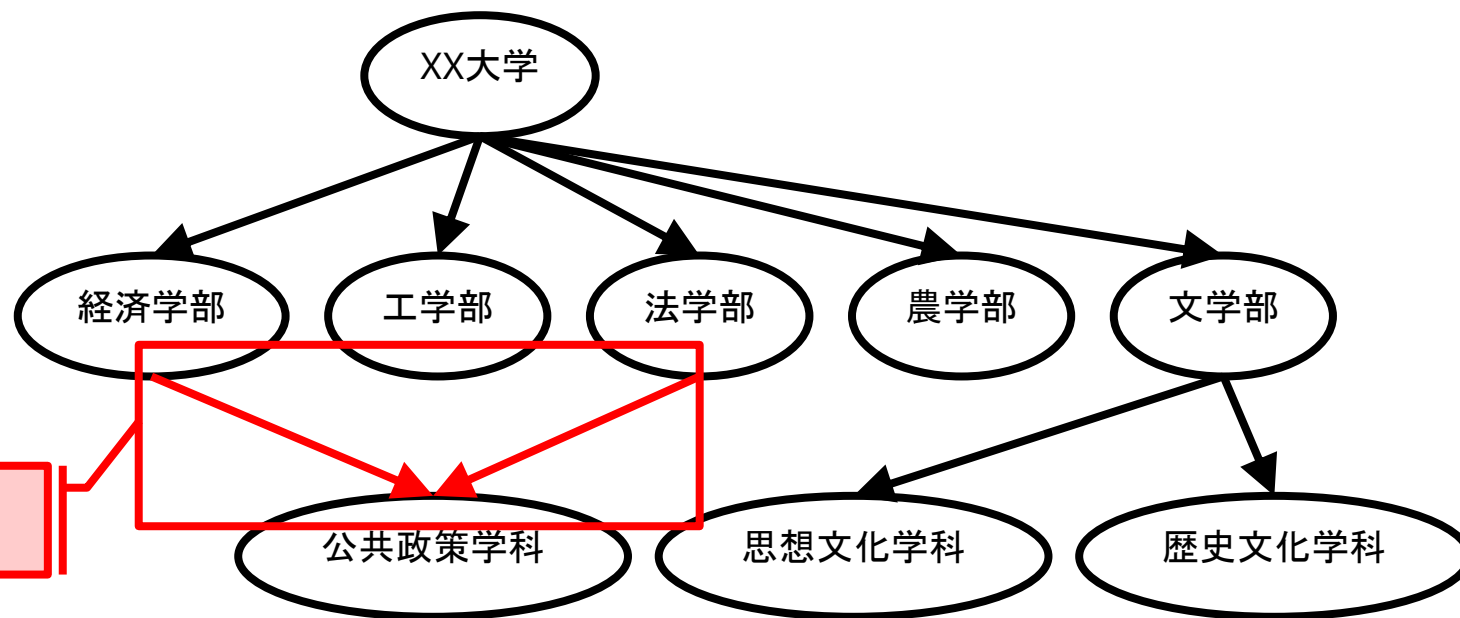 XX大学
経済学部
工学部
法学部
農学部
文学部
公共政策学科
思想文化学科
歴史文化学科